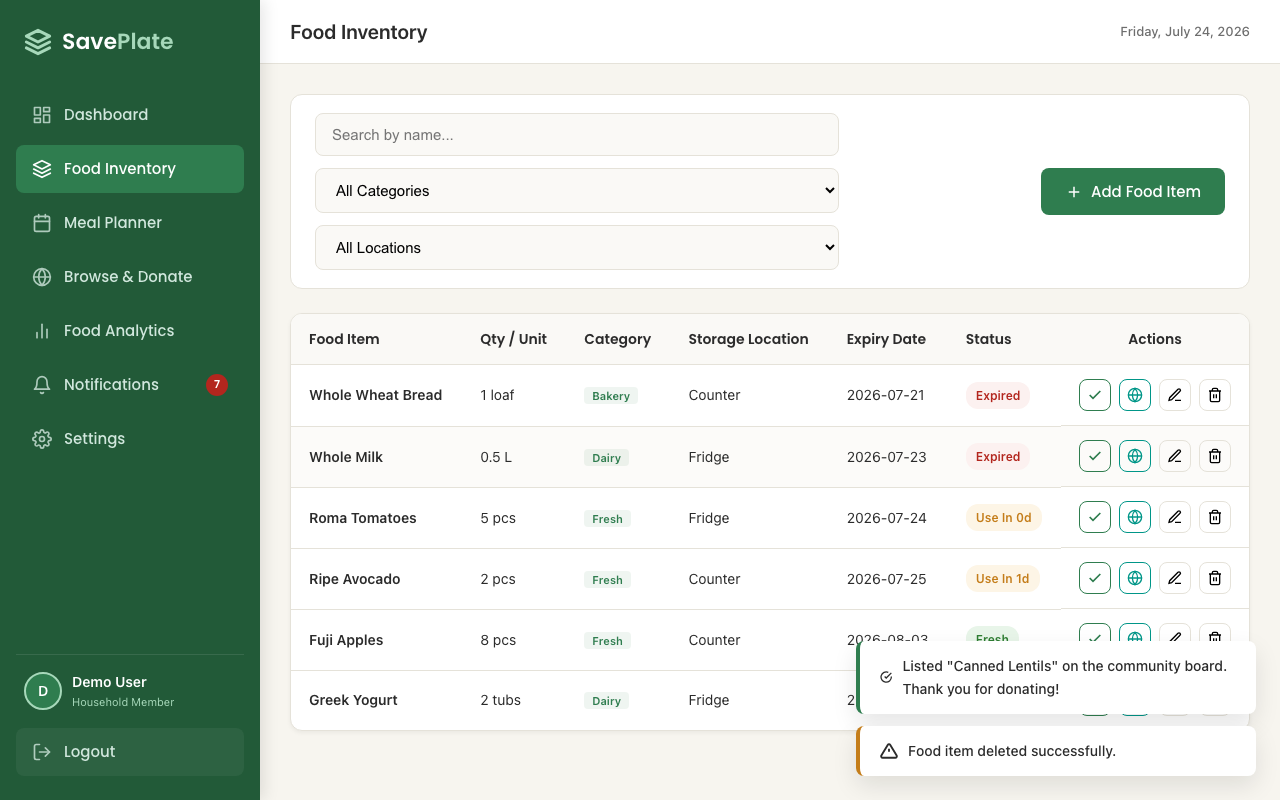 SavePlate
Food Inventory
Friday, July 24, 2026
Dashboard
Food Inventory
Meal Planner
Browse & Donate
Food Analytics
Notifications
7
Settings
Search by name...
All Categories
All Locations
Add Food Item
Food Item Qty / Unit Category Storage Location Expiry Date Status Actions
Whole Wheat Bread 1 loaf Bakery Counter 2026-07-21 Expired
Whole Milk 0.5 L Dairy Fridge 2026-07-23 Expired
Roma Tomatoes 5 pcs Fresh Fridge 2026-07-24 Use In 0d
Ripe Avocado 2 pcs Fresh Counter 2026-07-25 Use In 1d
Fuji Apples 8 pcs Fresh Counter 2026-08-03 Fresh
Greek Yogurt 2 tubs Dairy Fridge
Listed "Canned Lentils" on the community board.
Thank you for donating!
Food item deleted successfully.
D
Demo User
Household Member
Logout